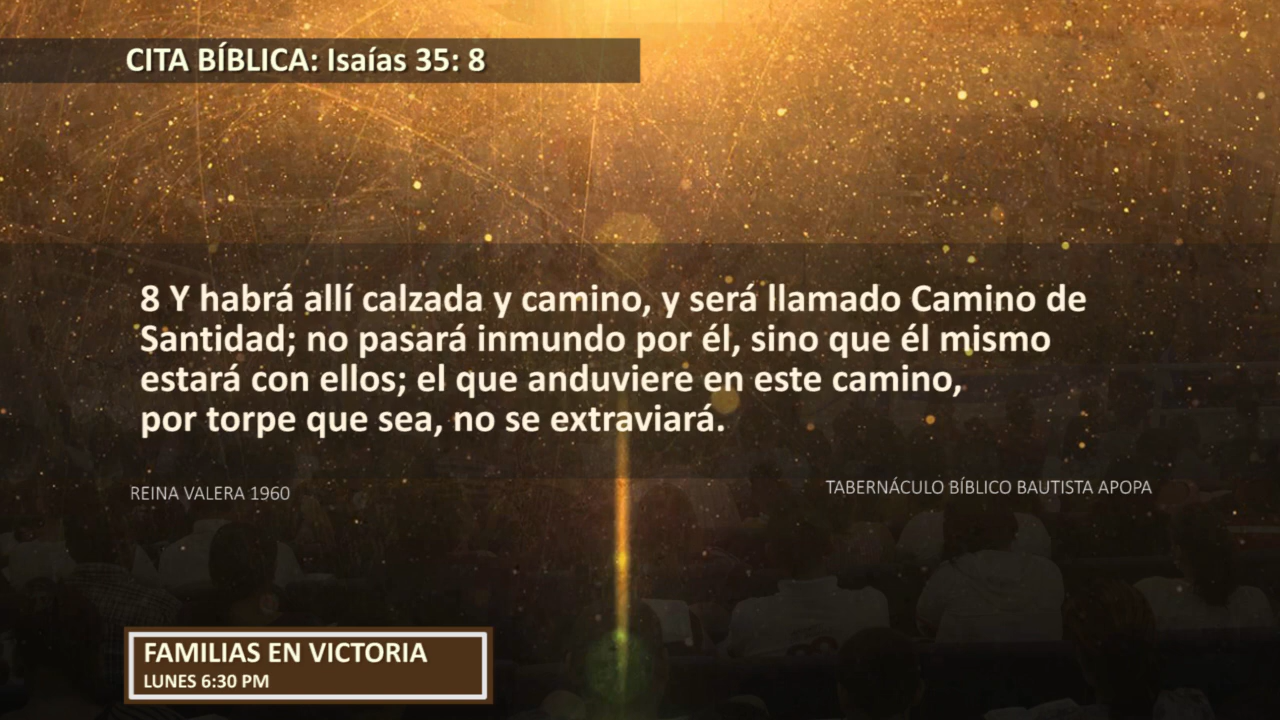 CITA BÍBLICA: Isaías 35: 8
8 Y habrá allí calzada y camino, y será llamado Camino de
Santidad; no pasará inmundo por él, sino que él mismo
estará con ellos; el que anduviere en este camino,
por torpe que sea, no se extraviará.
REINA VALERA 1960
TABERNÁCULO BÍBLICO BAUTISTA APOPA
FAMILIAS EN VICTORIA
LUNES 6:30 PM